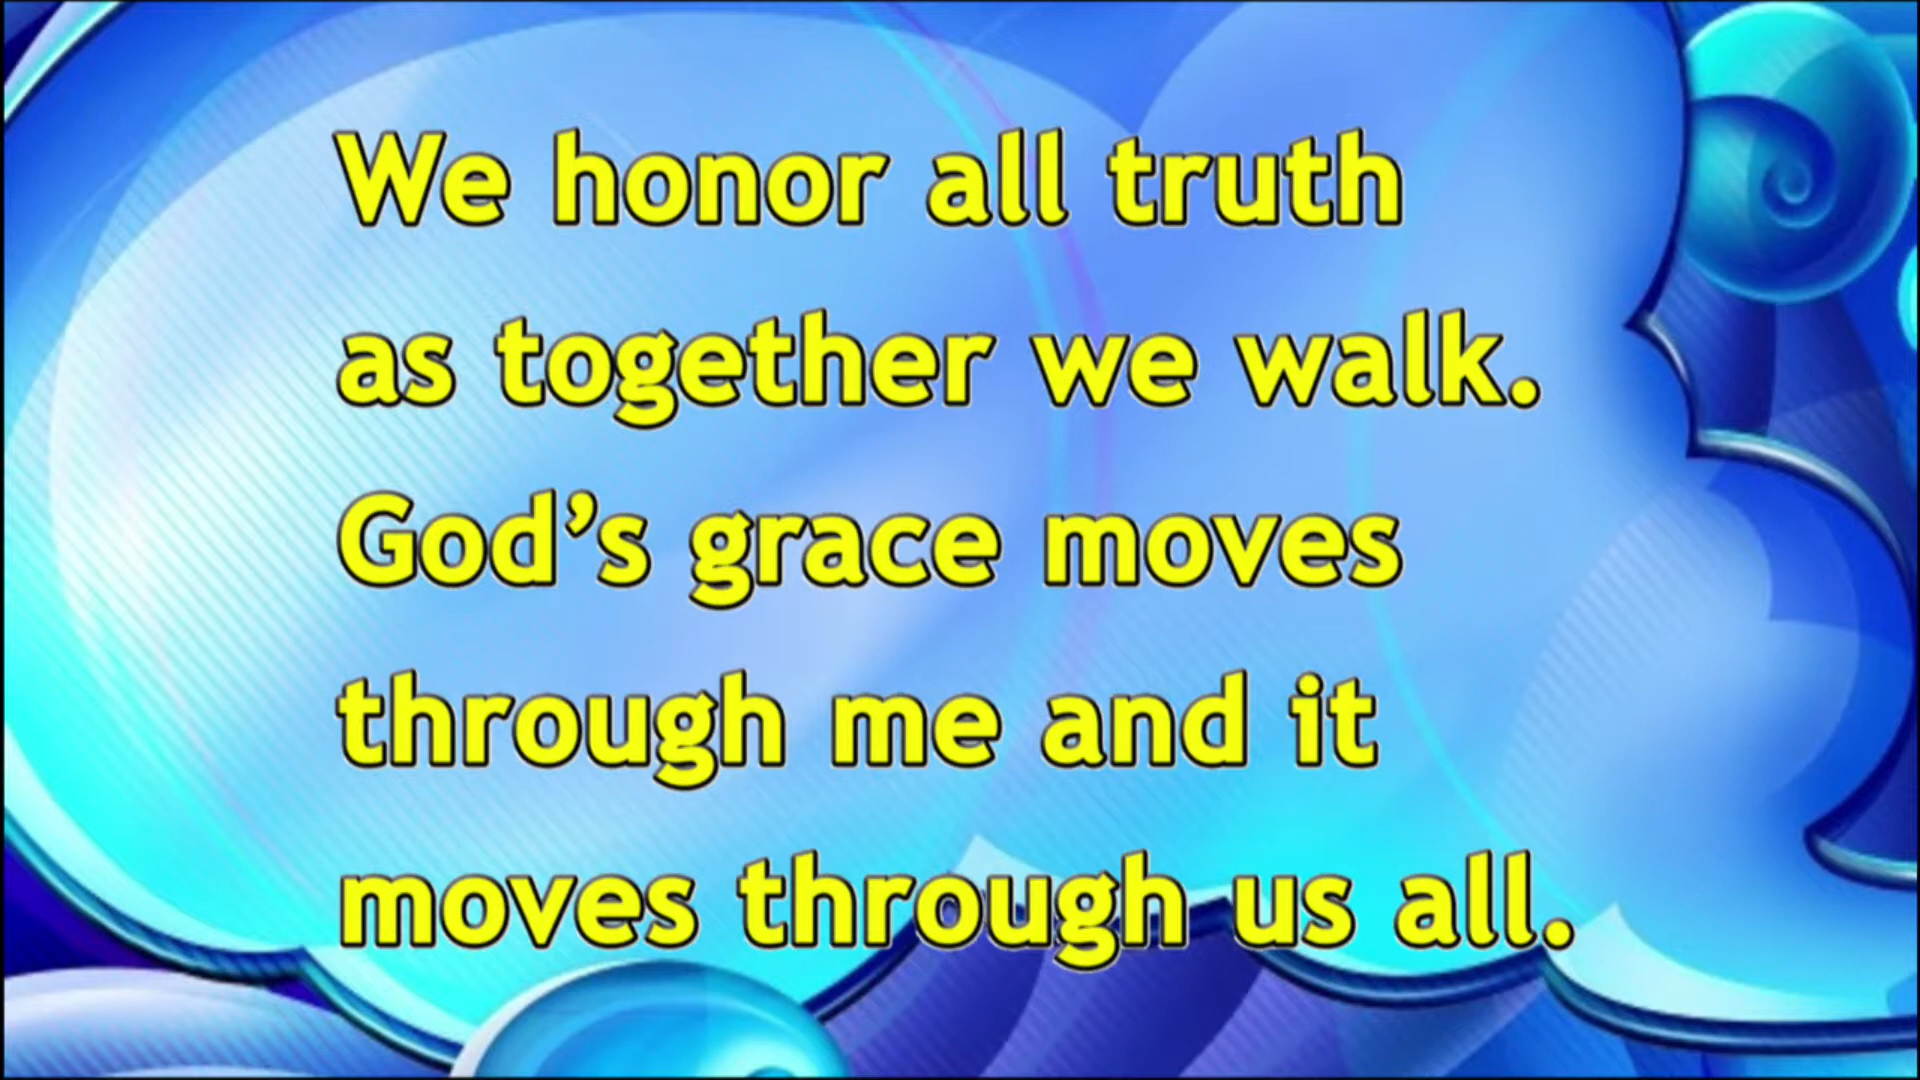 We honor all truth
as together we walk.
God’s grace moves
through me and it
moves through us all.